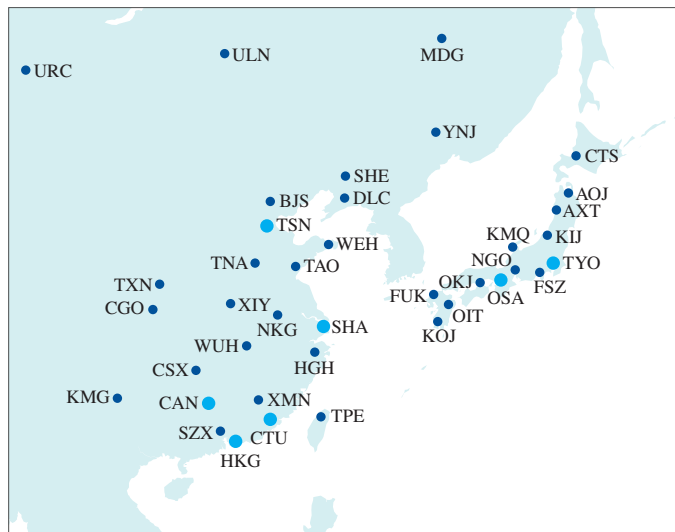 ULN
MDG
URC
YNJ
CTS
SHE
BJS
DLC
AOJ
AXT
TSN
WEH
KMQ
KIJ
TNA
TAO
NGO
TYO
TXN
OKJ
FSZ
FUK
OSA
CGO
XIY
OIT
NKG
SHA
KOJ
WUH
HGH
CSX
KMG
CAN
XMN
TPE
SZX
CTU
HKG